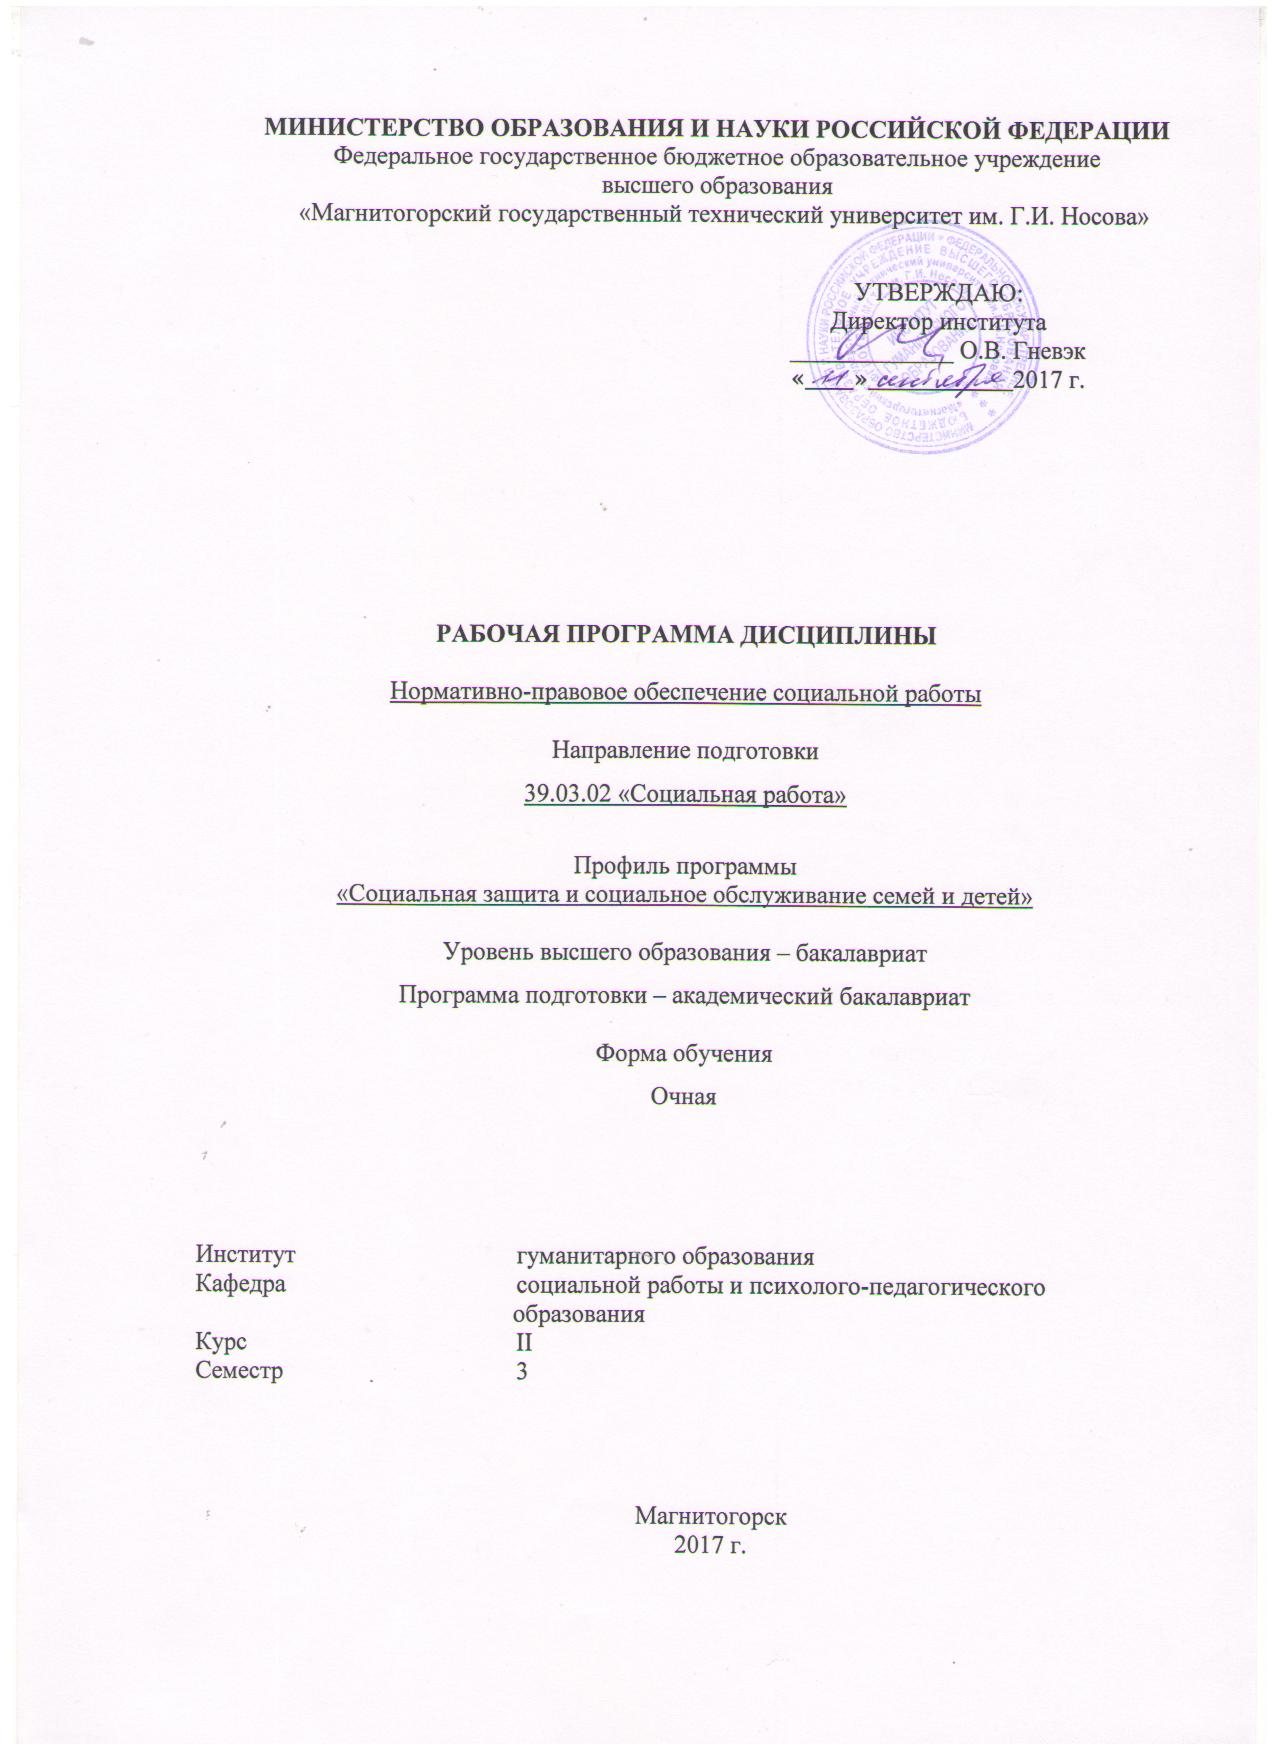 МИНИСТЕРСТВО ОБРАЗОВАНИЯ И НАУКИ РОССИЙСКОЙ ФЕДЕРАЦИИ
Федеральное государственное бюджетное образовательное учреждение
высшего образования
«Магнитогорский государственный технический университет им. Г.И. Носова»
УТВЕРЖДАЮ:
Директор института
О.В. Гневэк
«11» сентября 2017 г.
РАБОЧАЯ ПРОГРАММА ДИСЦИПЛИНЫ
Нормативно-правовое обеспечение социальной работы
Направление подготовки
39.03.02 «Социальная работа»
Профиль программы
«Социальная защита и социальное обслуживание семей и детей»
Уровень высшего образования – бакалавриат
Программа подготовки – академический бакалавриат
Форма обучения
Очная
Институт гуманитарного образования
Кафедра социальной работы и психолого-педагогического
образования
Курс II
Семестр 3
Магнитогорск
2017 г.